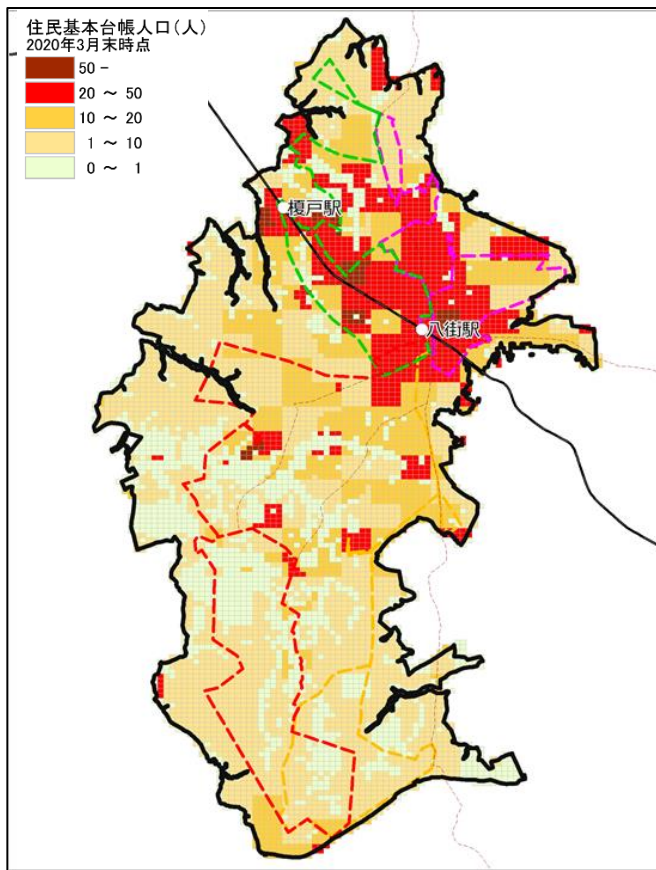 住民基本台帳人口(人)
2020年3月末時点
50 -
20 ～ 50
10 ～ 20
1 ～ 10
0 ～ 1
榎戸駅
八街駅